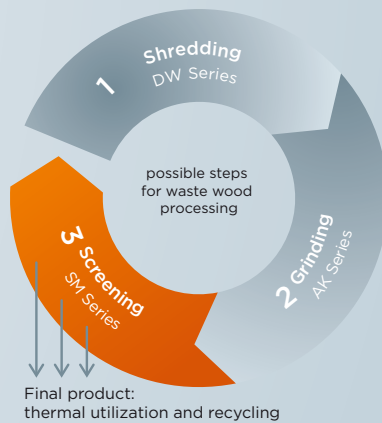 1 Shredding
DW Series
possible steps
for waste wood
processing
2 Grinding
AK Series
3 Screening
SM Series
Final product:
thermal utilization and recycling